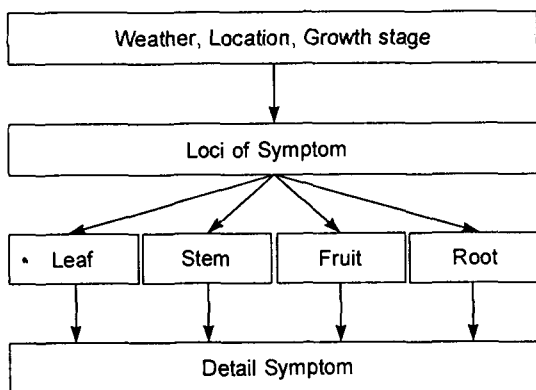 Weather, Location, Growth stage
Loci of Symptom
Leaf Stem Fruit Root
Detail Symptom